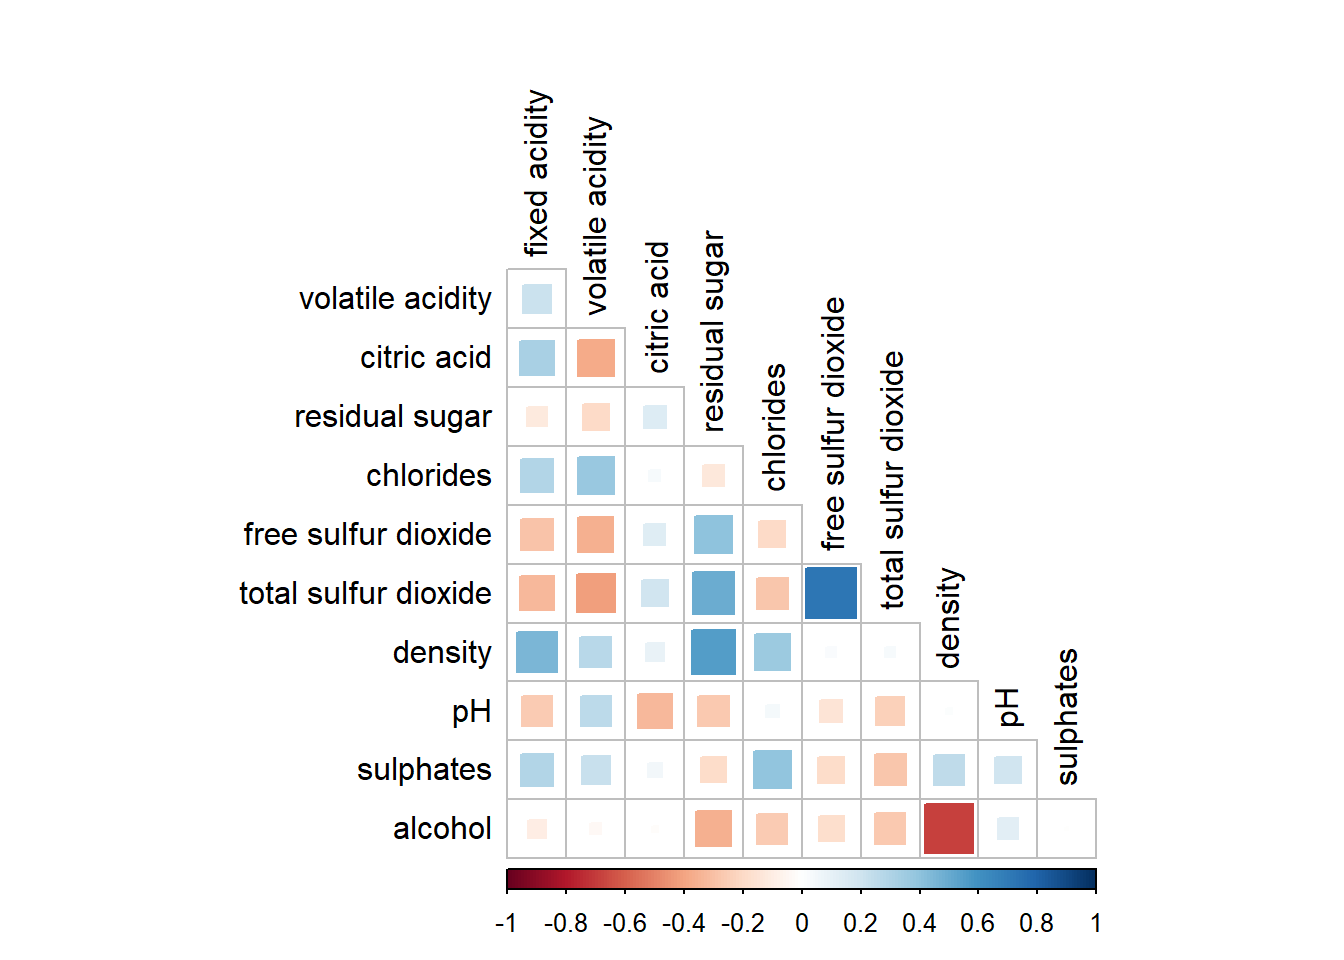 fixed acidity
volatile acidity
citric acid
residual sugar
chlorides
free sulfur dioxide
total sulfur dioxide
density
pH
sulphates
volatile acidity
citric acid
residual sugar
chlorides
free sulfur dioxide
total sulfur dioxide
density
pH
sulphates
alcohol
-1 -0.8 -0.6 -0.4 -0.2 0 0.2 0.4 0.6 0.8 1